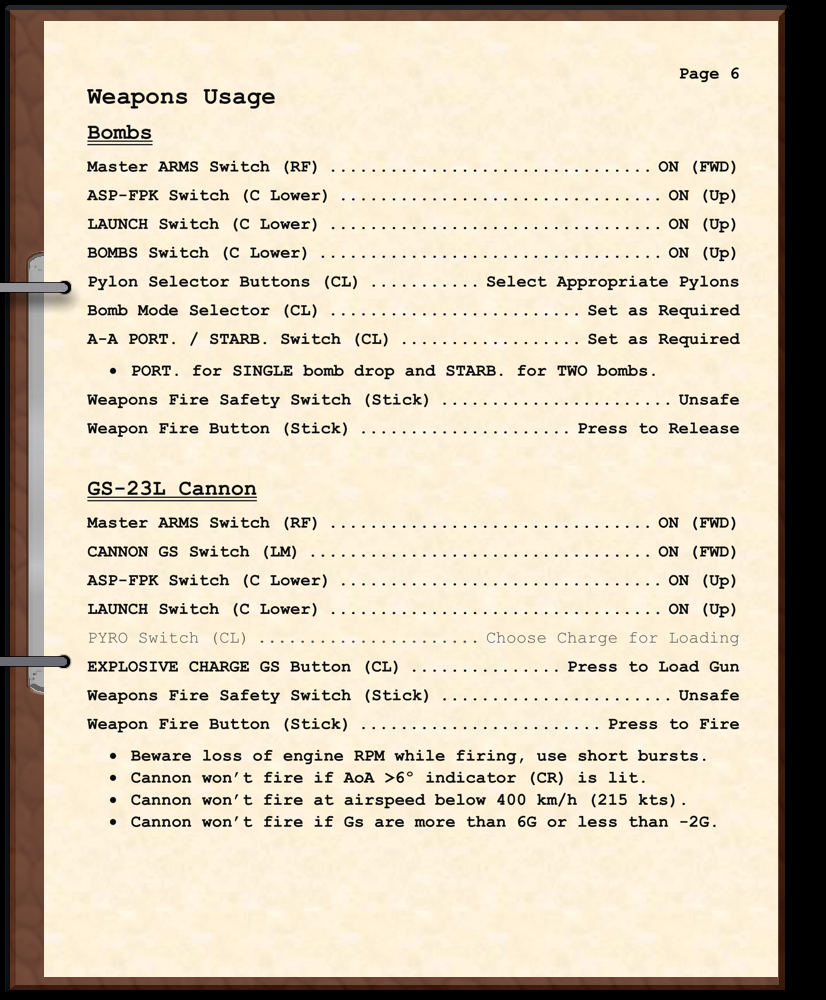 Page 6
Weapons Usage
Bombs
Master ARMS Switch (RF) ................................ ON (FWD)
ASP-FPK Switch (C Lower) ................................ ON (Up)
LAUNCH Switch (C Lower) ................................. ON (Up)
BOMBS Switch (C Lower) .................................. ON (Up)
Pylon Selector Buttons (CL) ........... Select Appropriate Pylons
Bomb Mode Selector (CL) .......................... Set as Required
A-A PORT. / STARB. Switch (CL) .................. Set as Required
• PORT. for SINGLE bomb drop and STARB. for TWO bombs.
Weapons Fire Safety Switch (Stick) ....................... Unsafe
Weapon Fire Button (Stick) ..................... Press to Release
GS-23L Cannon
Master ARMS Switch (RF) ................................ ON (FWD)
CANNON GS Switch (LM) .................................. ON (FWD)
ASP-FPK Switch (C Lower) ................................ ON (Up)
LAUNCH Switch (C Lower) ................................. ON (Up)
PYRO Switch (CL) ...................... Choose Charge for Loading
EXPLOSIVE CHARGE GS Button (CL) ............... Press to Load Gun
Weapons Fire Safety Switch (Stick) ....................... Unsafe
Weapon Fire Button (Stick) ........................ Press to Fire
• Beware loss of engine RPM while firing, use short bursts.
• Cannon won’t fire if AoA >6° indicator (CR) is lit.
• Cannon won’t fire at airspeed below 400 km/h (215 kts).
• Cannon won’t fire if Gs are more than 6G or less than -2G.